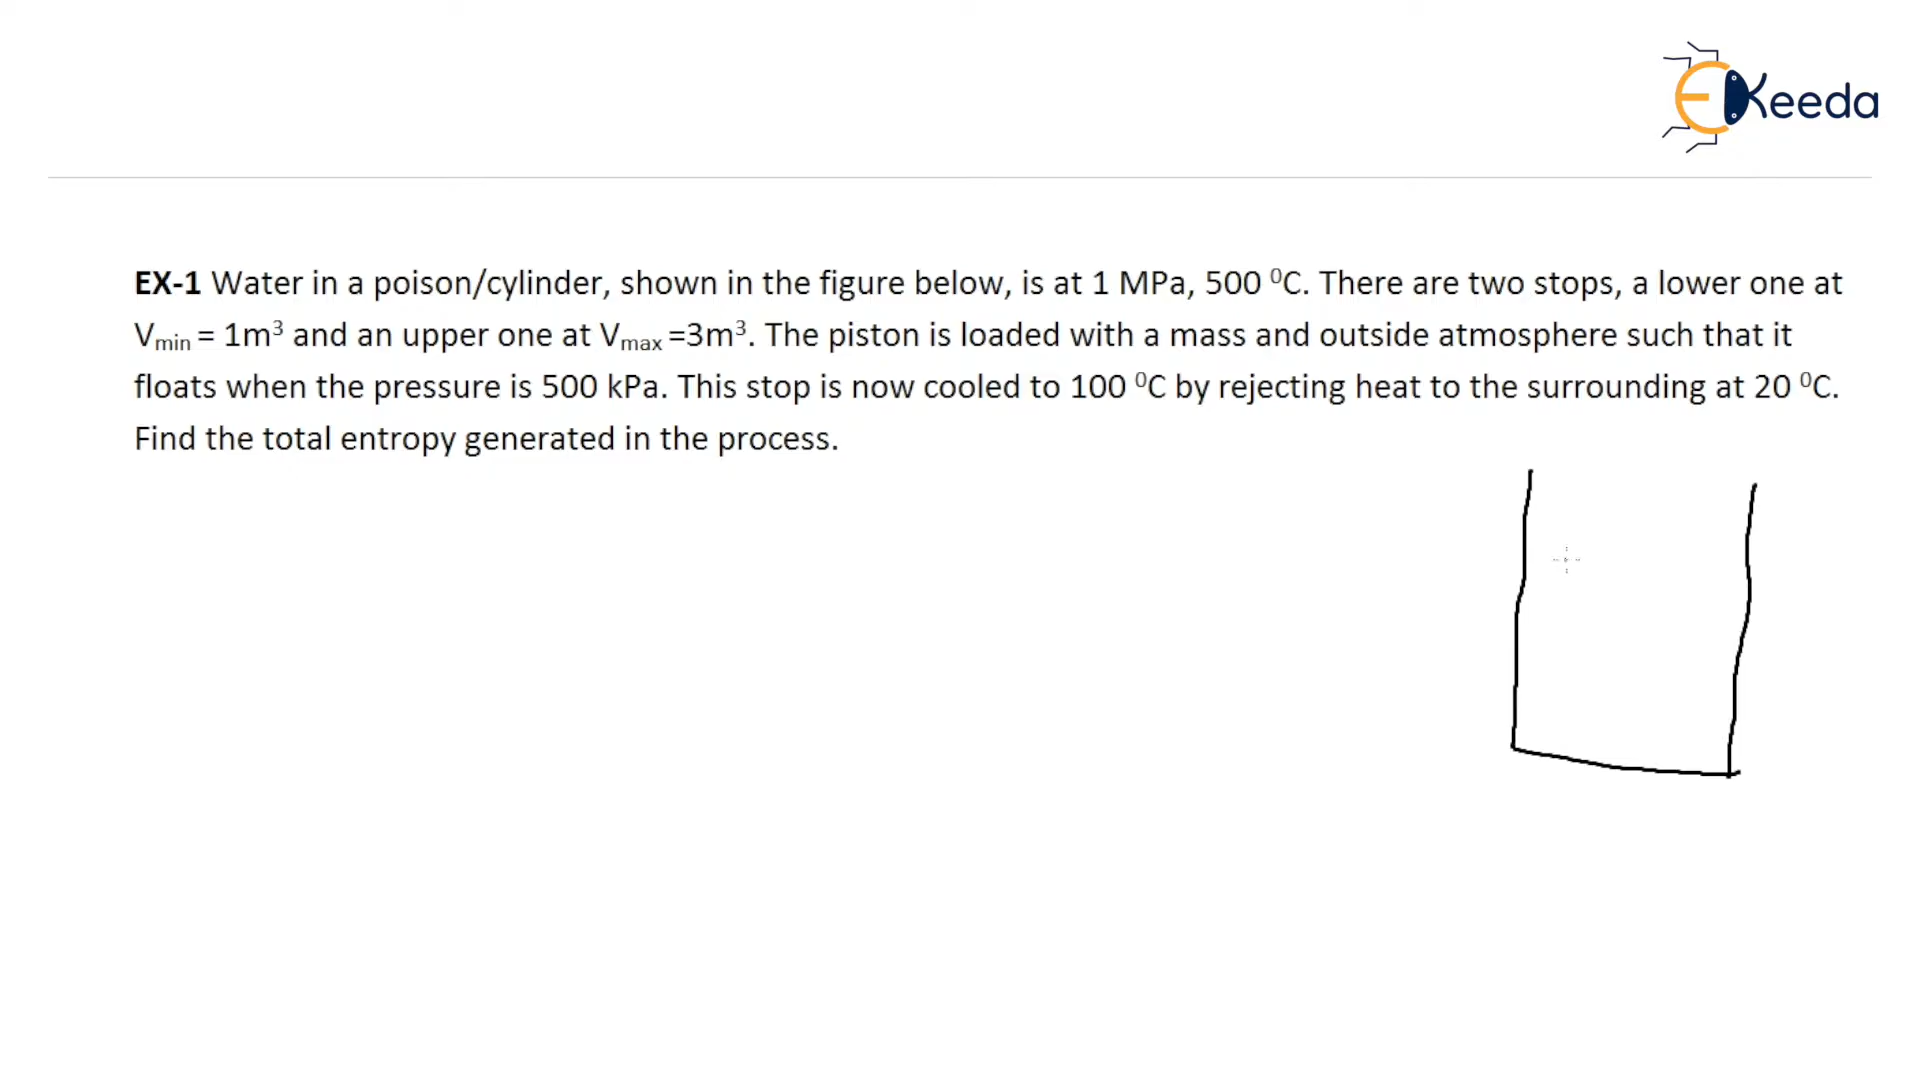 EKeeda
EX-1 Water in a poison/cylinder, shown in the figure below, is at 1 MPa, 500 ⁰C. There are two stops, a lower one at
Vmin = 1m³ and an upper one at Vmax =3m³. The piston is loaded with a mass and outside atmosphere such that it
floats when the pressure is 500 kPa. This stop is now cooled to 100 ⁰C by rejecting heat to the surrounding at 20 ⁰C.
Find the total entropy generated in the process.